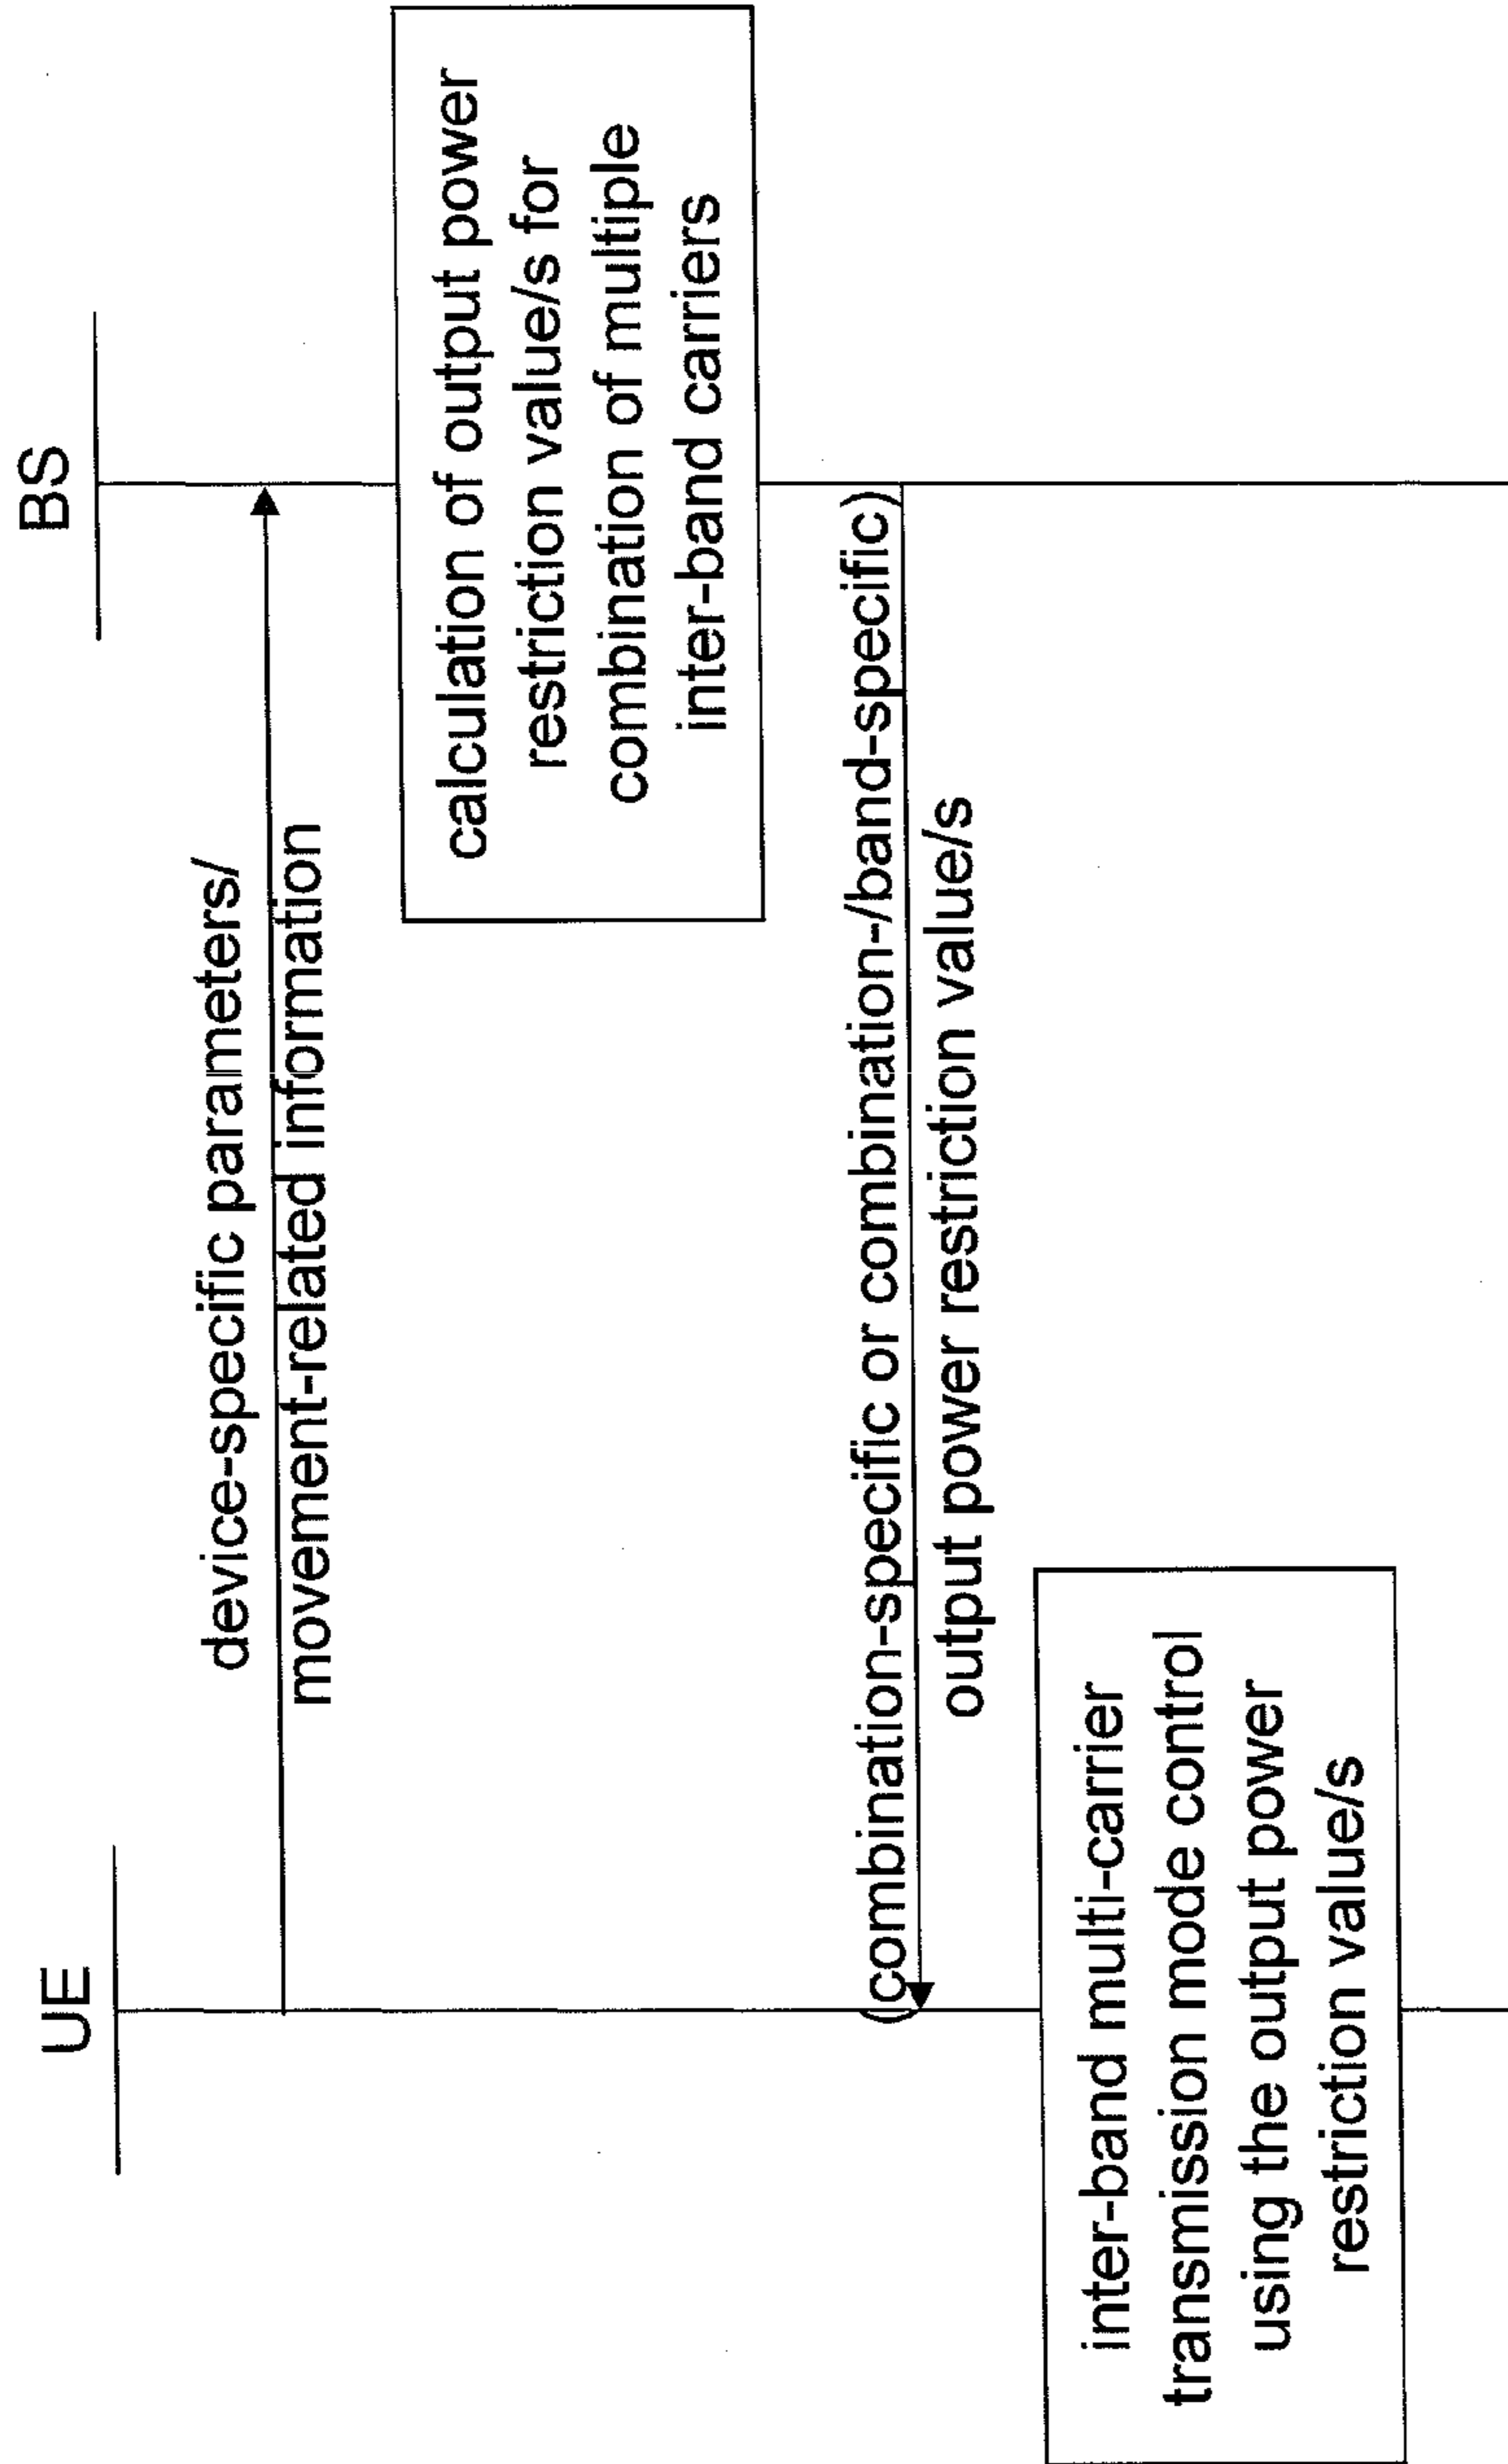 UE
BS
device-specific parameters/
movement-related information
calculation of output power
restriction value/s for
combination of multiple
inter-band carriers
(combination-specific or combination-/band-specific)
output power restriction value/s
inter-band multi-carrier
transmission mode control
using the output power
restriction value/s